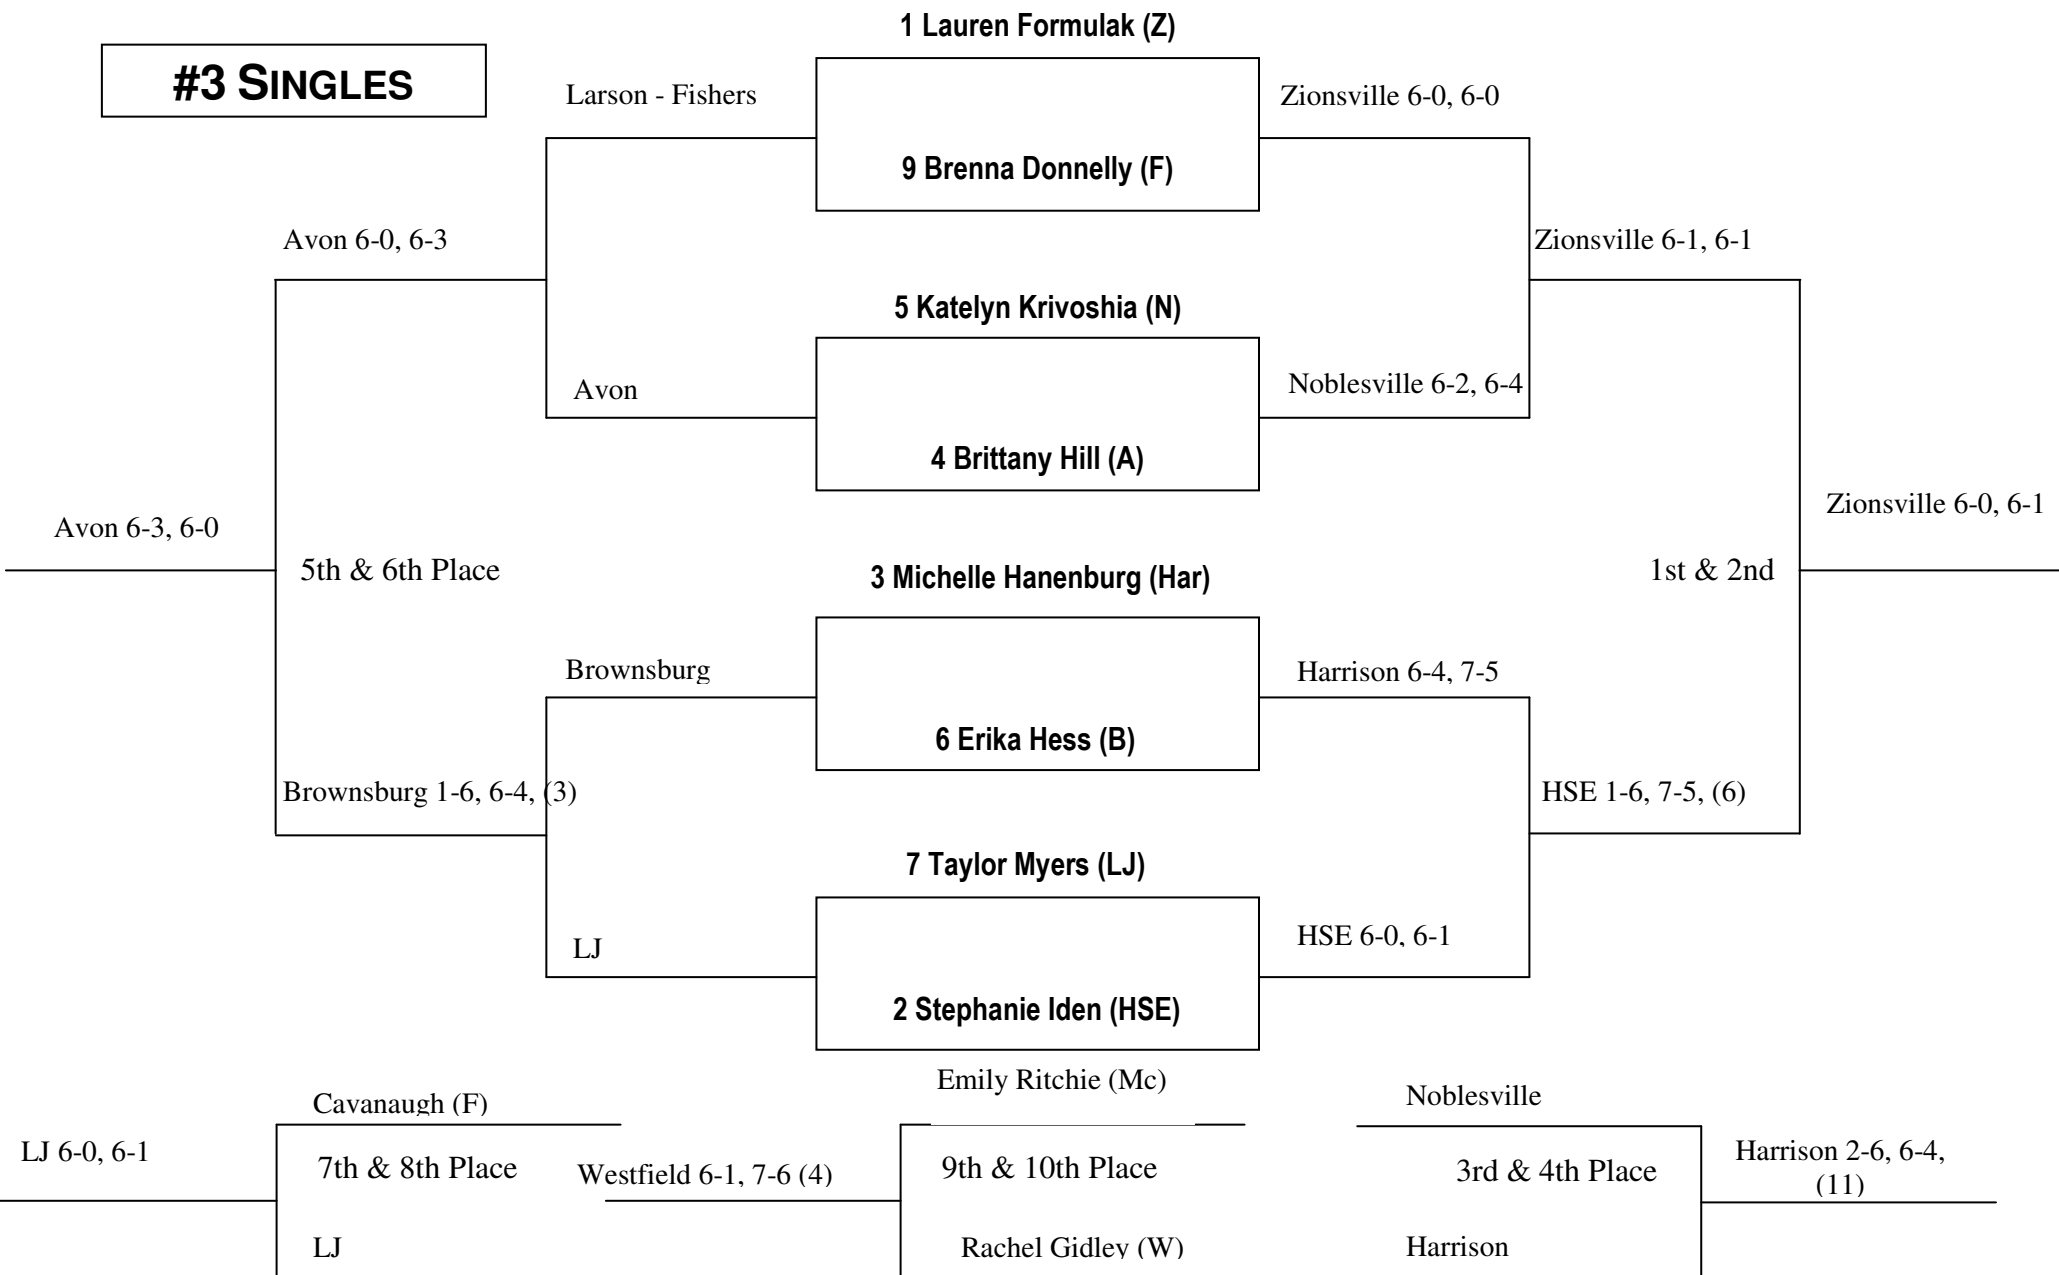 1 Lauren Formulak (Z)
#3 SINGLES
Larson - Fishers
Zionsville 6-0, 6-0
9 Brenna Donnelly (F)
Avon 6-0, 6-3
Zionsville 6-1, 6-1
5 Katelyn Krivoshia (N)
Avon
Noblesville 6-2, 6-4
4 Brittany Hill (A)
Avon 6-3, 6-0
Zionsville 6-0, 6-1
5th & 6th Place
3 Michelle Hanenburg (Har)
1st & 2nd
Brownsburg
Harrison 6-4, 7-5
6 Erika Hess (B)
Brownsburg 1-6, 6-4, (3)
HSE 1-6, 7-5, (6)
7 Taylor Myers (LJ)
LJ
HSE 6-0, 6-1
2 Stephanie Iden (HSE)
Emily Ritchie (Mc)
Cavanaugh (F)
Noblesville
LJ 6-0, 6-1
7th & 8th Place
Westfield 6-1, 7-6 (4)
9th & 10th Place
3rd & 4th Place
Harrison 2-6, 6-4,
(11)
LJ
Rachel Gidley (W)
Harrison